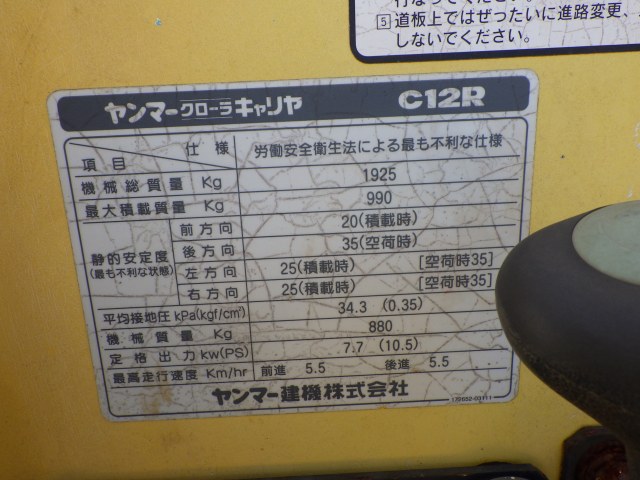 行なってください。
5 道板上ではぜったいに進路変更、
しないでください。
ヤンマークローラキャリヤ C12R
項目 仕様 労働安全衛生法による最も不利な仕様
機械総質量 Kg 1925
最大積載質量 Kg 990
静的安定度 (最も不利な状態)
前方向 20(積載時)
後方向 35(空荷時)
左方向 25(積載時) [空荷時35]
右方向 25(積載時) [空荷時35]
平均接地圧 kPa(kgf/cm²) 34.3 (0.35)
機械質量 Kg 880
定格出力 kw(PS) 7.7 (10.5)
最高走行速度 Km/hr 前進 5.5 後進 5.5
ヤンマー建機株式会社